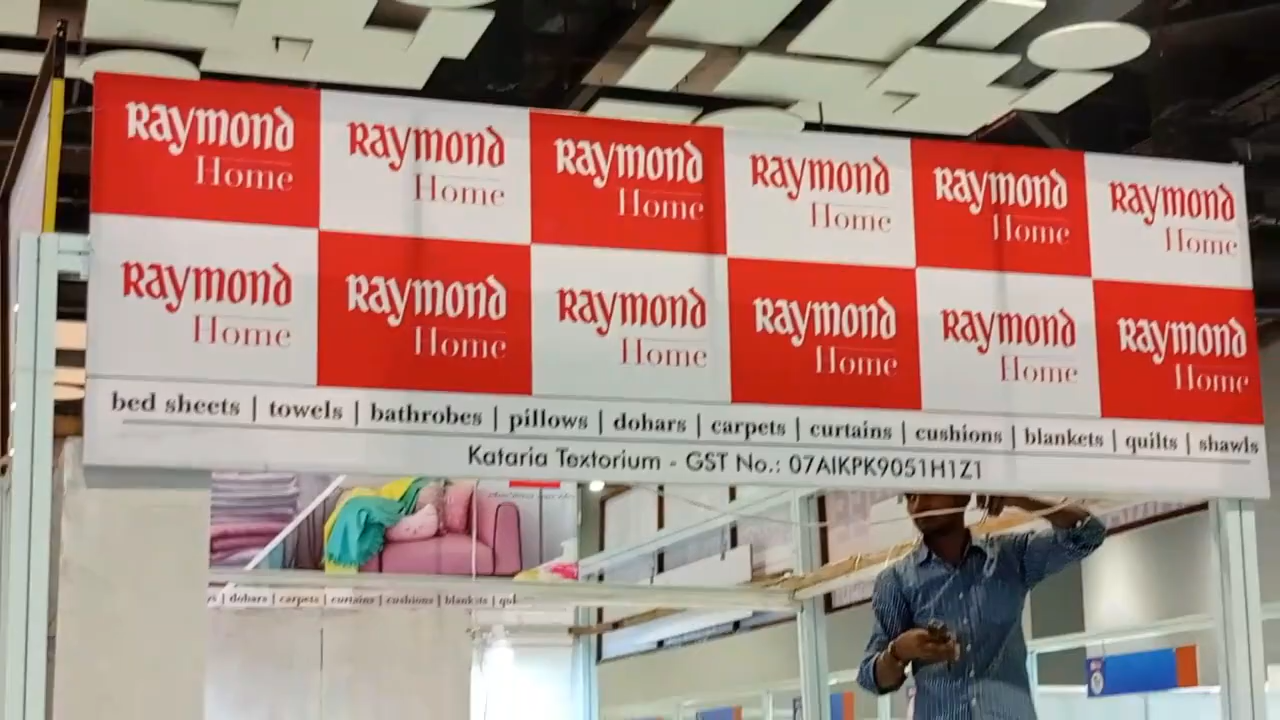 Raymond Home Raymond Home Raymond Home Raymond Home Raymond Home Raymond Home
Raymond Home Raymond Home Raymond Home Raymond Home Raymond Home Raymond Home
bed sheets | towels | bathrobes | pillows | dohars | carpets | curtains | cushions | blankets | quilts | shawls
Kataria Textorium - GST No.: 07AIKPK9051H1Z1
| dohars | carpets | curtains | cushions | blankets |